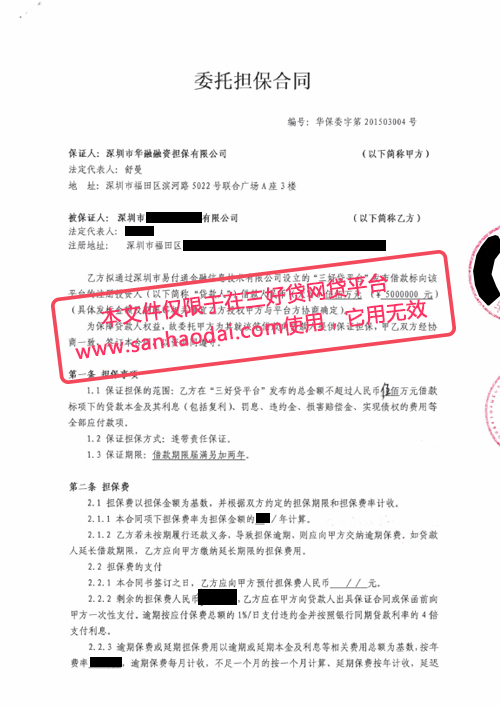 委托担保合同
编号：华保委字第 201503004 号
保证人：深圳市华融融资担保有限公司 （以下简称甲方）
法定代表人：舒曼
地 址：深圳市福田区滨河路 5022 号联合广场 A 座 3 楼
被保证人：深圳市 有限公司 （以下简称乙方）
法定代表人：
注册地址： 深圳市福田区
乙方拟通过深圳市易付通金融信息技术有限公司设立的“三好贷平台”发布借款标向该
平台的注册投资人（以下简称“贷款人”）借款人民币 佰万元（￥5000000 元）
（具体发标金额 乙方授权甲方与平台方协商确定）
为保障贷款人权益，故委托甲方为其 提供保证担保，甲乙双方经协
商一致，签订本合同
本文件仅限于在三好贷网贷平台
www.sanhaodai.com使用，它用无效
第一条 担保事项
1.1 保证担保的范围：乙方在“三好贷平台”发布的总金额不超过人民币伍佰万元借款
标项下的贷款本金及其利息（包括复利）、罚息、违约金、损害赔偿金、实现债权的费用等
全部应付款项。
1.2 保证担保方式：连带责任保证。
1.3 保证期限：借款期限届满另加两年。
第二条 担保费
2.1 担保费以担保金额为基数，并根据双方约定的担保期限和担保费率计收。
2.1.1 本合同项下担保费率为担保金额的 /年计算。
2.1.2 乙方若未按期履行还款义务，导致担保逾期，则应向甲方交纳逾期担保费。如贷款
人延长借款期限，乙方应向甲方缴纳延长期限的担保费用。
2.2 担保费的支付
2.2.1 本合同书签订之日，乙方应向甲方预付担保费人民币 // 元。
2.2.2 剩余的担保费人民币 ，乙方应在甲方向贷款人出具保证合同或保函前向
甲方一次性支付。逾期按应付保费总额的 1%/日支付违约金并按照银行同期贷款利率的 4 倍
支付利息。
2.2.3 逾期保费或延期担保费用以逾期或延期本金及利息等相关费用总额为基数，按年
费率 ，逾期保费每月计收，不足一个月的按一个月计算、延期保费按年计收，延迟